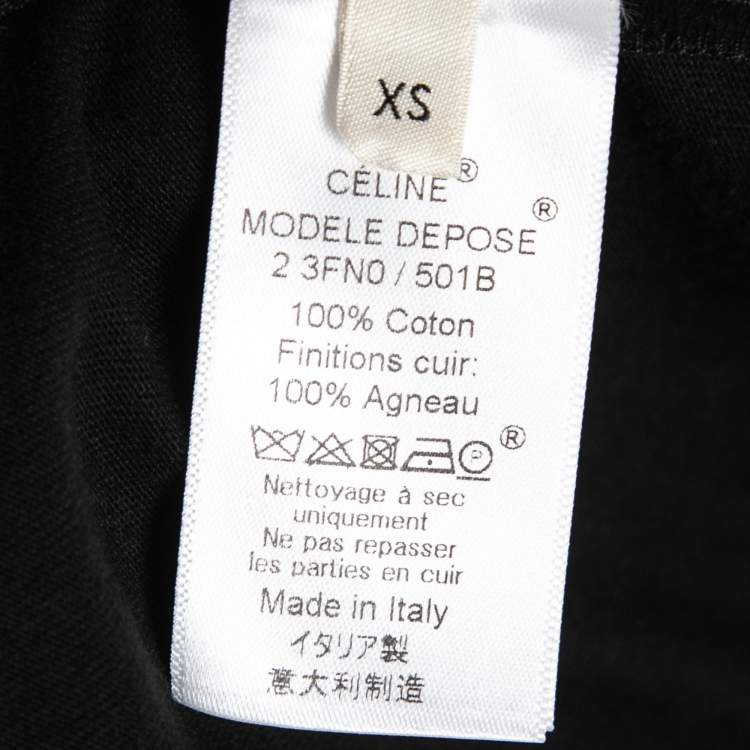 XS
CÉLINE®
MODELE DEPOSE®
2 3FN0 / 501B
100% Coton
Finitions cuir:
100% Agneau
P ®
Nettoyage à sec
uniquement
Ne pas repasser
les parties en cuir
Made in Italy
イタリア製
意大利制造